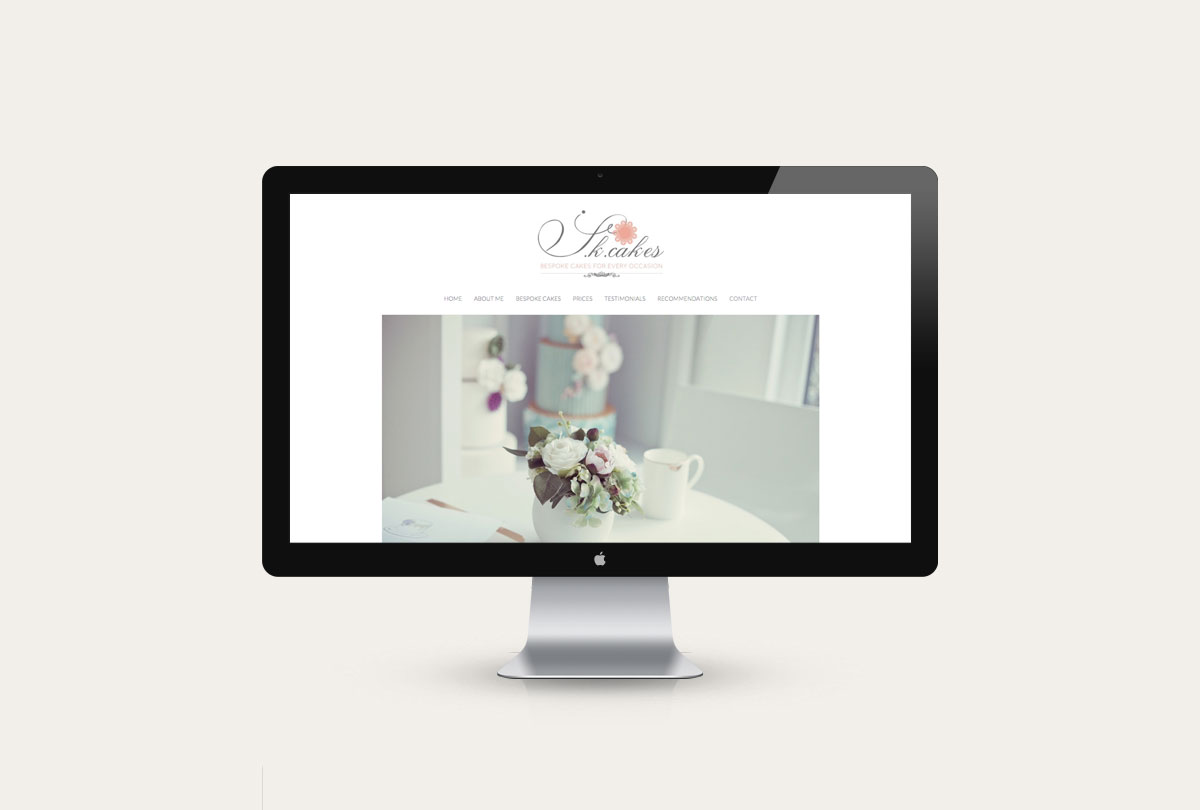 S.k.cakes
BESPOKE CAKES FOR EVERY OCCASION
HOME ABOUT ME BESPOKE CAKES PRICES TESTIMONIALS RECOMMENDATIONS CONTACT